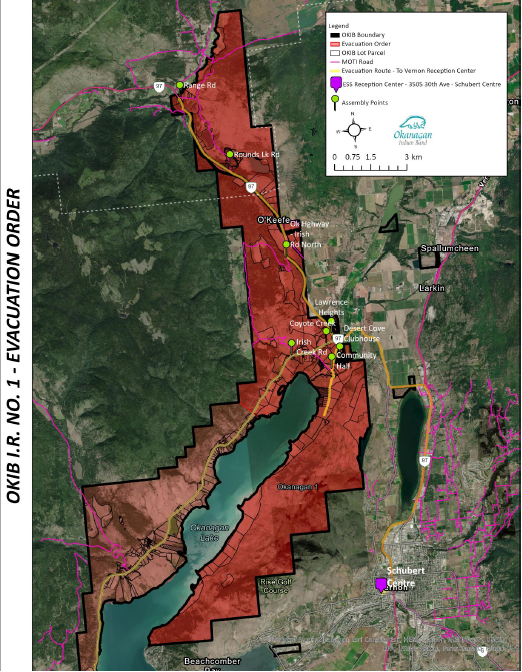 OKIB I.R. NO. 1 - EVACUATION ORDER
Legend
OKIB Boundary
Evacuation Order
OKIB Lot Parcel
MOTI Road
Evacuation Route - To Vernon Reception Center
ESS Reception Center - 3505 30th Ave - Schubert Centre
Assembly Points
N
W E
S
Okanagan
Indian Band
0 0.75 1.5 3 km
97
Range Rd
Rounds Lk Rd
97
O'Keefe
Ok Hehway
Irish
Rd North
Spallumcheen
Larkin
Lawrence
Heights
Coyote Creek
Desert Cove
Clubhouse
97
Irish
Creek Rd
Community
Hall
97
Okanagan 1
Okanagan
Lake
Rise Golf
Course
Schubert
Centre
ernon
Beachcomber
Bay
6